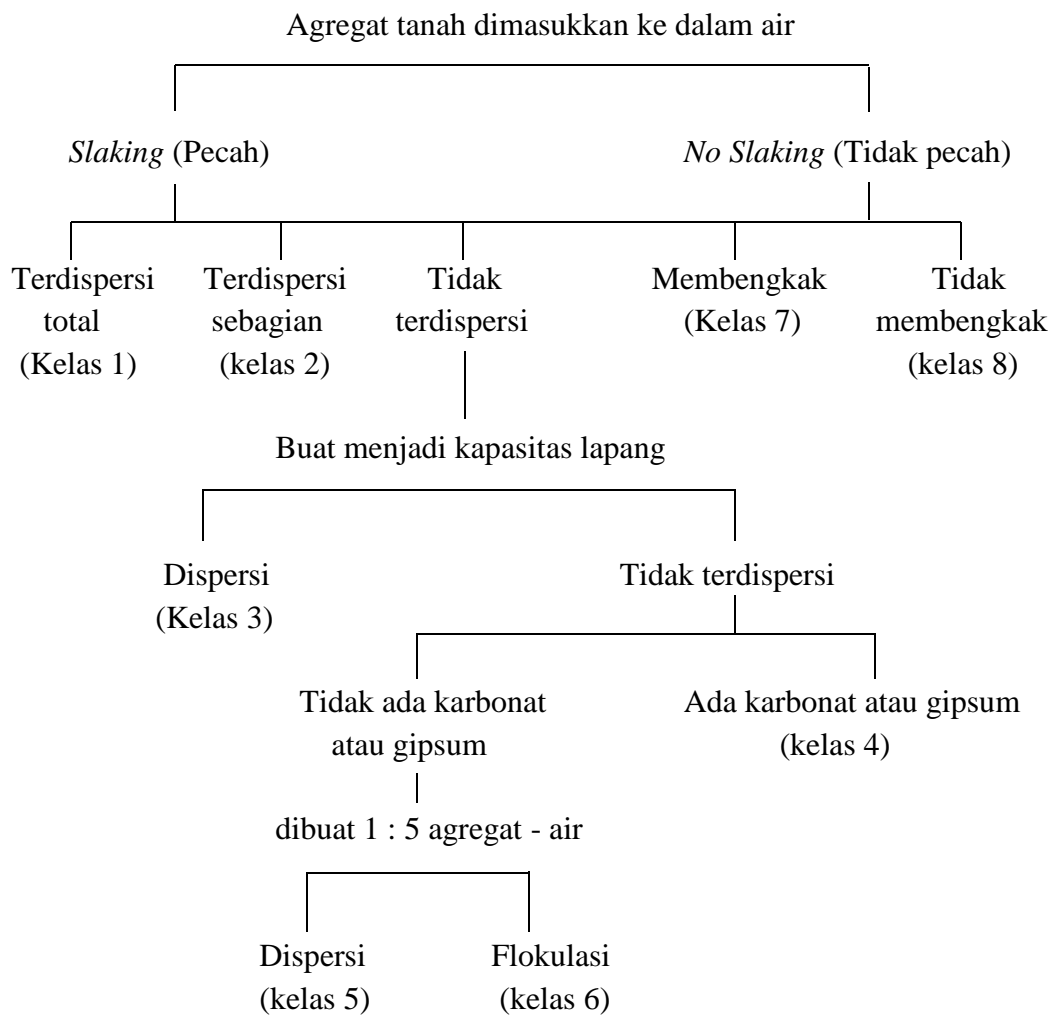 Agregat tanah dimasukkan ke dalam air
Slaking (Pecah)
No Slaking (Tidak pecah)
Terdispersi
total
(Kelas 1)
Terdispersi
sebagian
(kelas 2)
Tidak
terdispersi
Membengkak
(Kelas 7)
Tidak
membengkak
(kelas 8)
Buat menjadi kapasitas lapang
Dispersi
(Kelas 3)
Tidak terdispersi
Tidak ada karbonat
atau gipsum
Ada karbonat atau gipsum
(kelas 4)
dibuat 1 : 5 agregat - air
Dispersi
(kelas 5)
Flokulasi
(kelas 6)